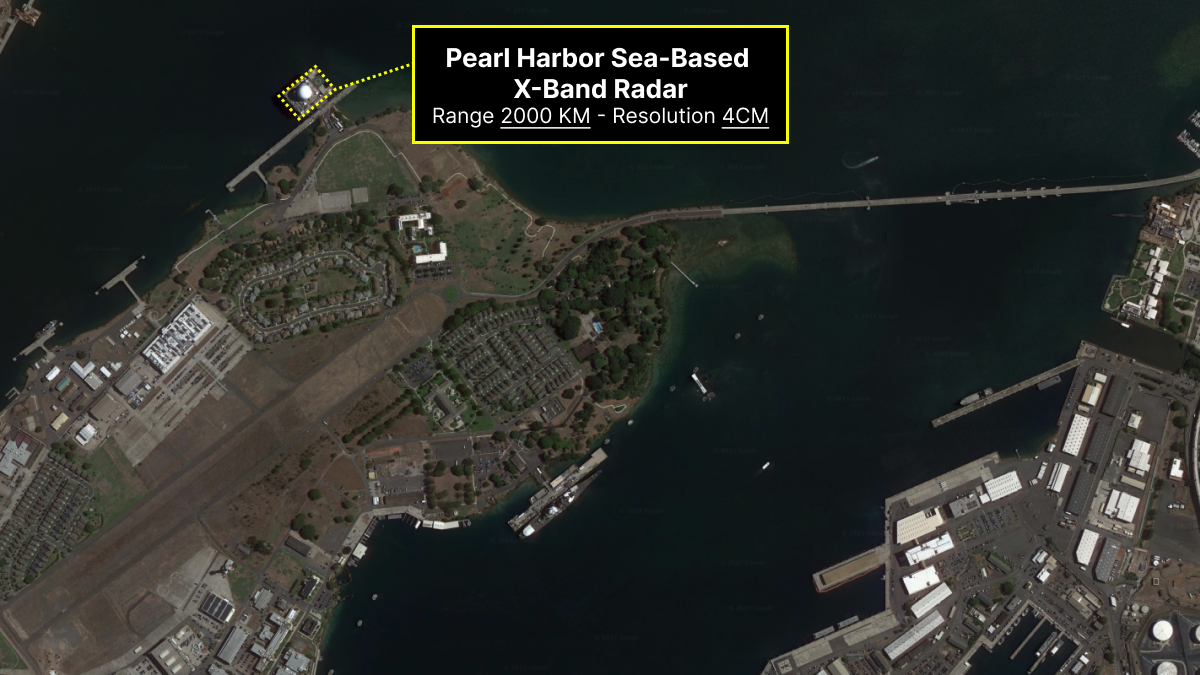 Pearl Harbor Sea-Based
X-Band Radar
Range 2000 KM - Resolution 4CM